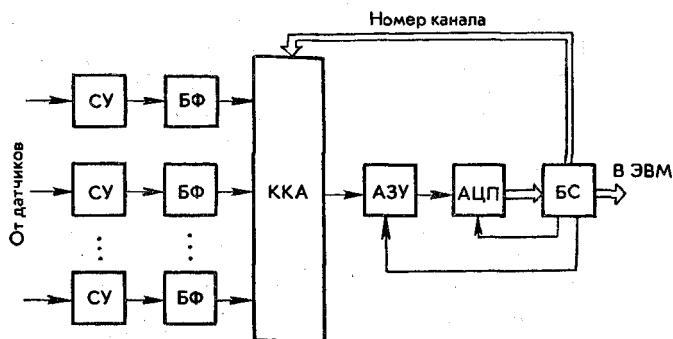 Номер канала
СУ
БФ
От датчиков
СУ
БФ
ККА
АЗУ
АЦП
БС
В ЭВМ
СУ
БФ